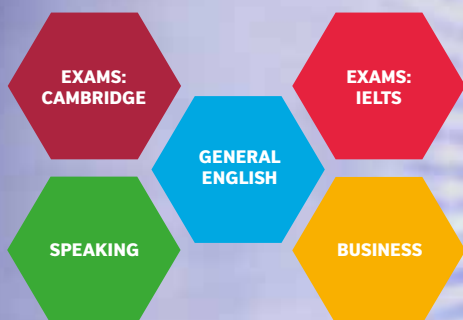 EXAMS:
CAMBRIDGE
EXAMS:
IELTS
GENERAL
ENGLISH
SPEAKING
BUSINESS